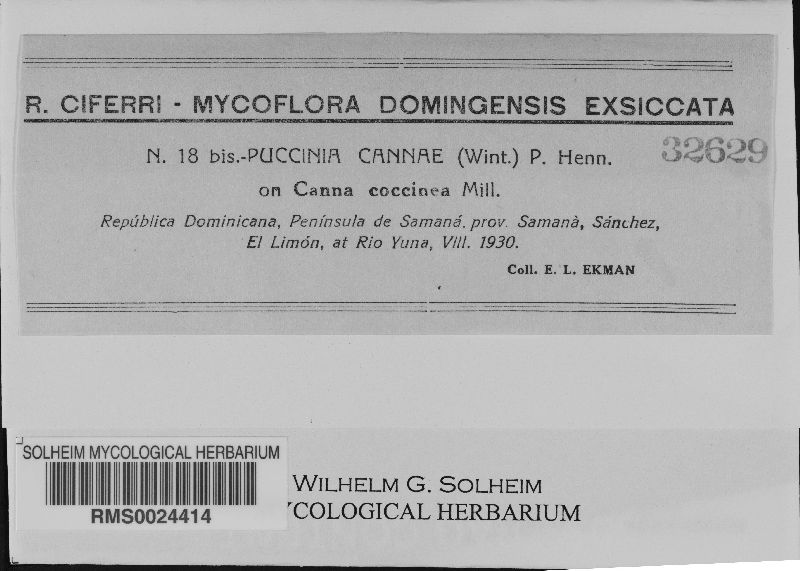 R. CIFERRI - MYCOFLORA DOMINGENSIS EXSICCATA
N. 18 bis.-PUCCINIA CANNAE (Wint.) P. Henn.
32629
on Canna coccinea Mill.
República Dominicana, Península de Samaná, prov. Samanà, Sánchez,
El Limón, at Rio Yuna, VIII. 1930.
Coll. E. L. EKMAN
SOLHEIM MYCOLOGICAL HERBARIUM
RMS0024414
WILHELM G. SOLHEIM
YCOLOGICAL HERBARIUM